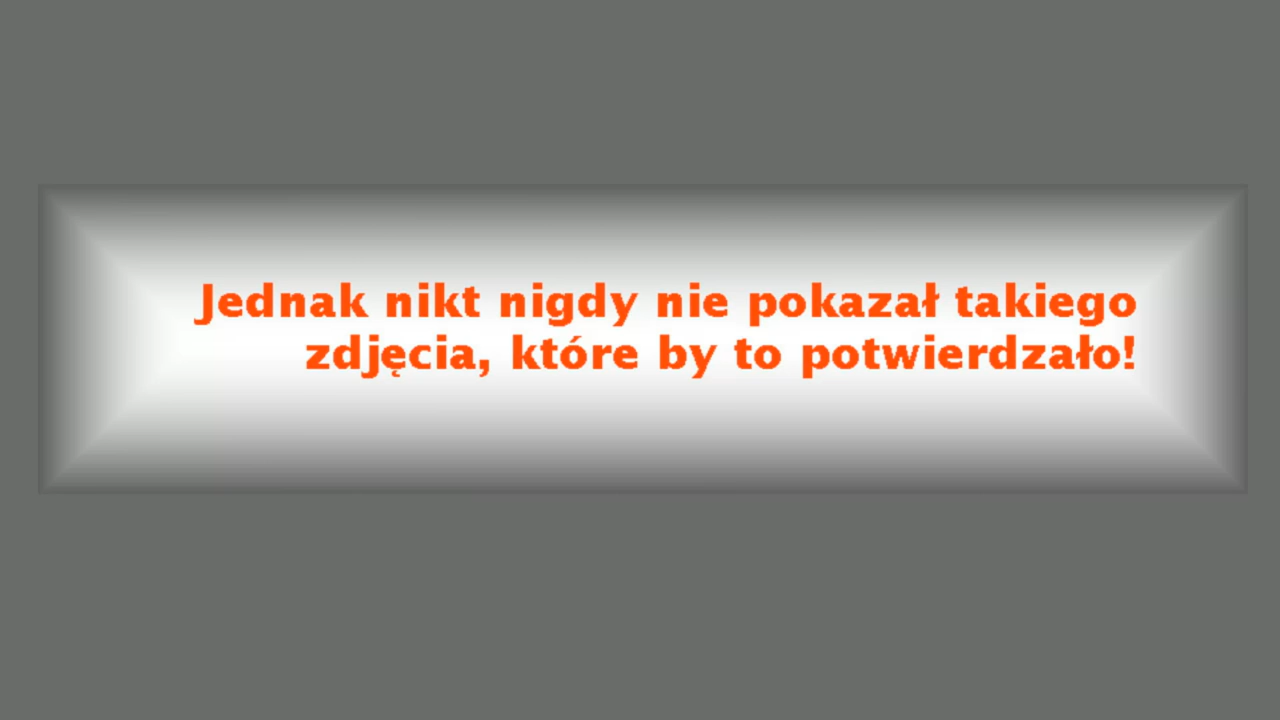 Jednak nikt nigdy nie pokazał takiego
zdjęcia, które by to potwierdzało!